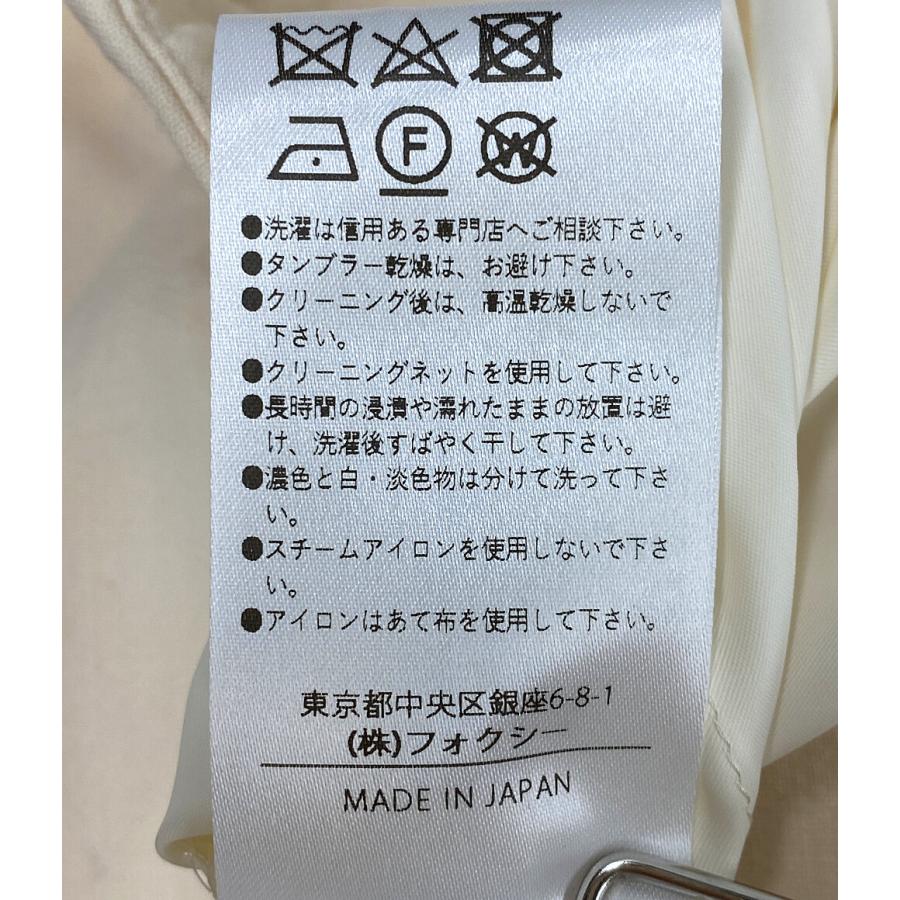 F W
●洗濯は信用ある専門店へご相談下さい。
●タンブラー乾燥は、お避け下さい。
●クリーニング後は、高温乾燥しないで
下さい。
●クリーニングネットを使用して下さい。
●長時間の浸漬や濡れたままの放置は避
け、洗濯後すばやく干して下さい。
●濃色と白・淡色物は分けて洗って下さ
い。
●スチームアイロンを使用しないで下さ
い。
●アイロンはあて布を使用して下さい。
東京都中央区銀座6-8-1
(株)フォクシー
MADE IN JAPAN